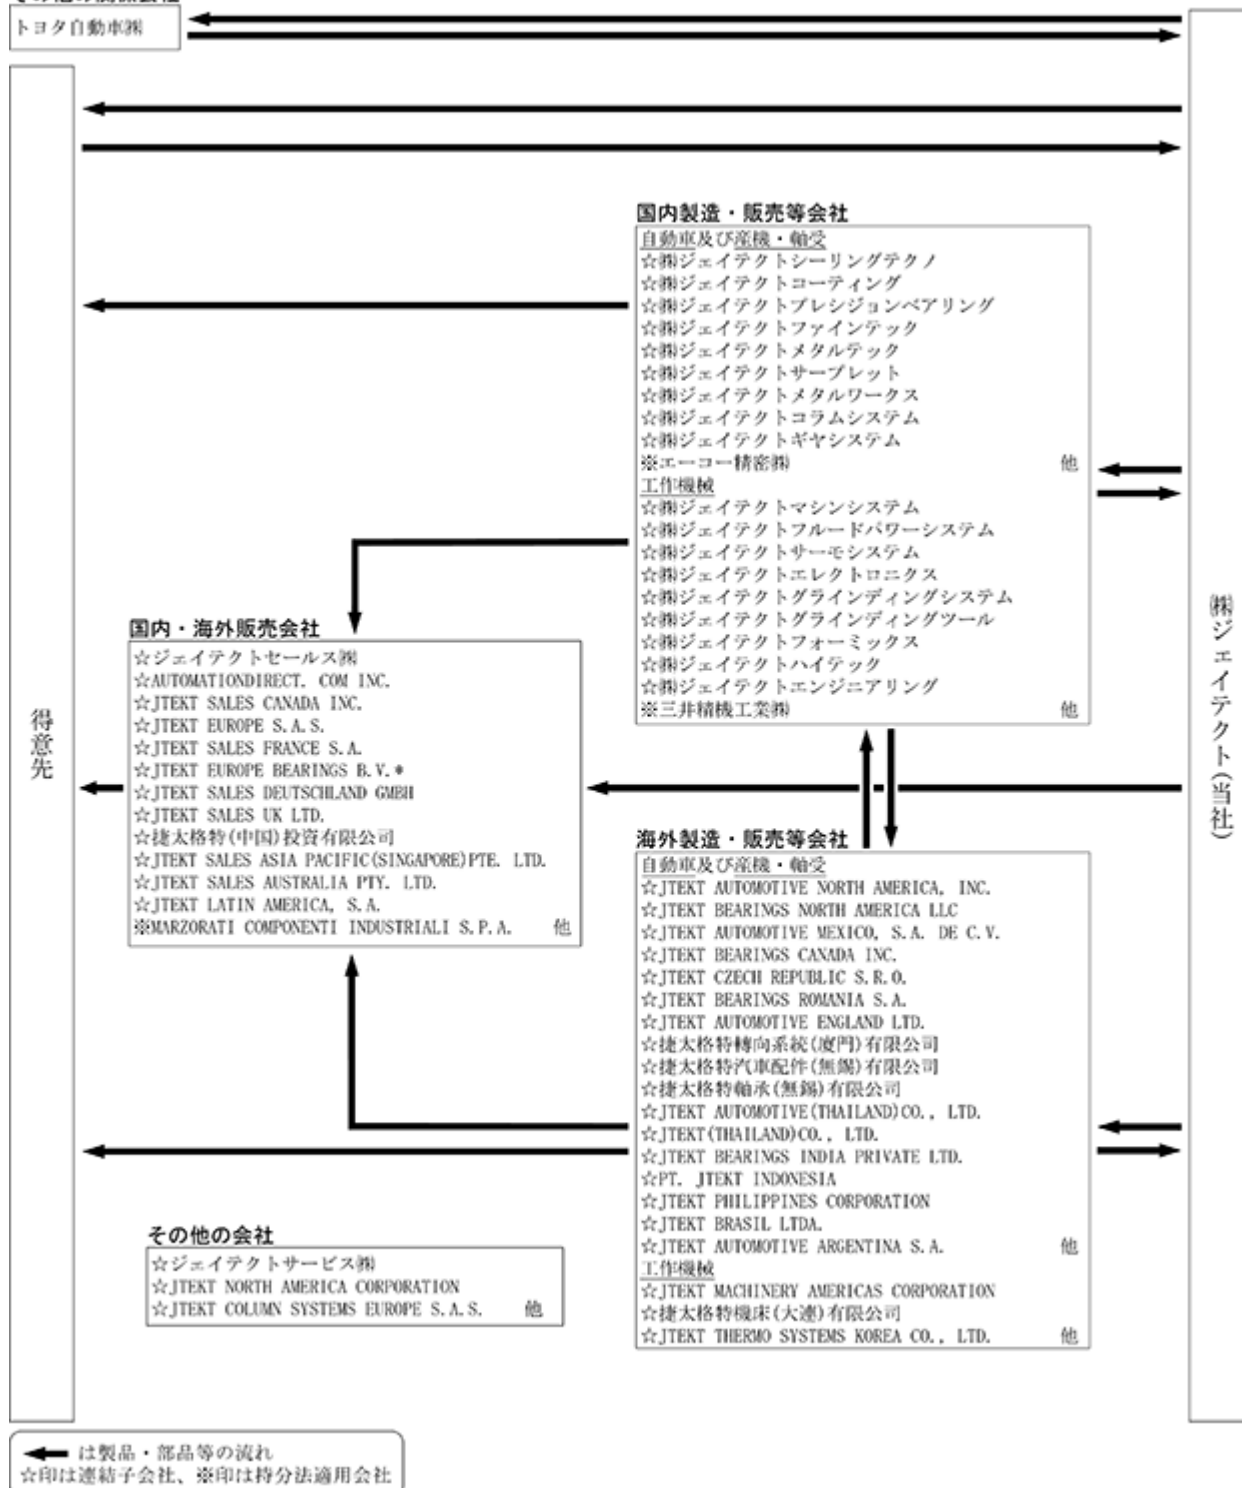 その他の関係会社
トヨタ自動車㈱
国内製造・販売等会社
自動車及び産機・軸受
☆㈱ジェイテクトシーリングテクノ
☆㈱ジェイテクトコーティング
☆㈱ジェイテクトプレシジョンベアリング
☆㈱ジェイテクトファインテック
☆㈱ジェイテクトメタルテック
☆㈱ジェイテクトサーブレット
☆㈱ジェイテクトメタルワークス
☆㈱ジェイテクトコラムシステム
☆㈱ジェイテクトギヤシステム
※エーコー精密㈱ 他
工作機械
☆㈱ジェイテクトマシンシステム
☆㈱ジェイテクトフルードパワーシステム
☆㈱ジェイテクトサーモシステム
☆㈱ジェイテクトエレクトロニクス
☆㈱ジェイテクトグラインディングシステム
☆㈱ジェイテクトグラインディングツール
☆㈱ジェイテクトフォーミックス
☆㈱ジェイテクトハイテック
☆㈱ジェイテクトエンジニアリング
※三井精機工業㈱ 他
国内・海外販売会社
☆ジェイテクトセールス㈱
☆AUTOMATIONDIRECT. COM INC.
☆JTEKT SALES CANADA INC.
☆JTEKT EUROPE S.A.S.
☆JTEKT SALES FRANCE S.A.
☆JTEKT EUROPE BEARINGS B.V.*
☆JTEKT SALES DEUTSCHLAND GMBH
☆JTEKT SALES UK LTD.
☆捷太格特(中国)投資有限公司
☆JTEKT SALES ASIA PACIFIC(SINGAPORE)PTE. LTD.
☆JTEKT SALES AUSTRALIA PTY. LTD.
☆JTEKT LATIN AMERICA, S.A.
※MARZORATI COMPONENTI INDUSTRIALI S.P.A. 他
得意先
㈱ジェイテクト(当社)
海外製造・販売等会社
自動車及び産機・軸受
☆JTEKT AUTOMOTIVE NORTH AMERICA, INC.
☆JTEKT BEARINGS NORTH AMERICA LLC
☆JTEKT AUTOMOTIVE MEXICO, S.A. DE C.V.
☆JTEKT BEARINGS CANADA INC.
☆JTEKT CZECH REPUBLIC S.R.O.
☆JTEKT BEARINGS ROMANIA S.A.
☆JTEKT AUTOMOTIVE ENGLAND LTD.
☆捷太格特轉向系統(廈門)有限公司
☆捷太格特汽車配件(無錫)有限公司
☆捷太格特軸承(無錫)有限公司
☆JTEKT AUTOMOTIVE(THAILAND)CO., LTD.
☆JTEKT(THAILAND)CO., LTD.
☆JTEKT BEARINGS INDIA PRIVATE LTD.
☆PT. JTEKT INDONESIA
☆JTEKT PHILIPPINES CORPORATION
☆JTEKT BRASIL LTDA.
☆JTEKT AUTOMOTIVE ARGENTINA S.A. 他
工作機械
☆JTEKT MACHINERY AMERICAS CORPORATION
☆捷太格特機床(大連)有限公司
☆JTEKT THERMO SYSTEMS KOREA CO., LTD. 他
その他の会社
☆ジェイテクトサービス㈱
☆JTEKT NORTH AMERICA CORPORATION
☆JTEKT COLUMN SYSTEMS EUROPE S.A.S. 他
は製品・部品等の流れ
☆印は連結子会社、※印は持分法適用会社